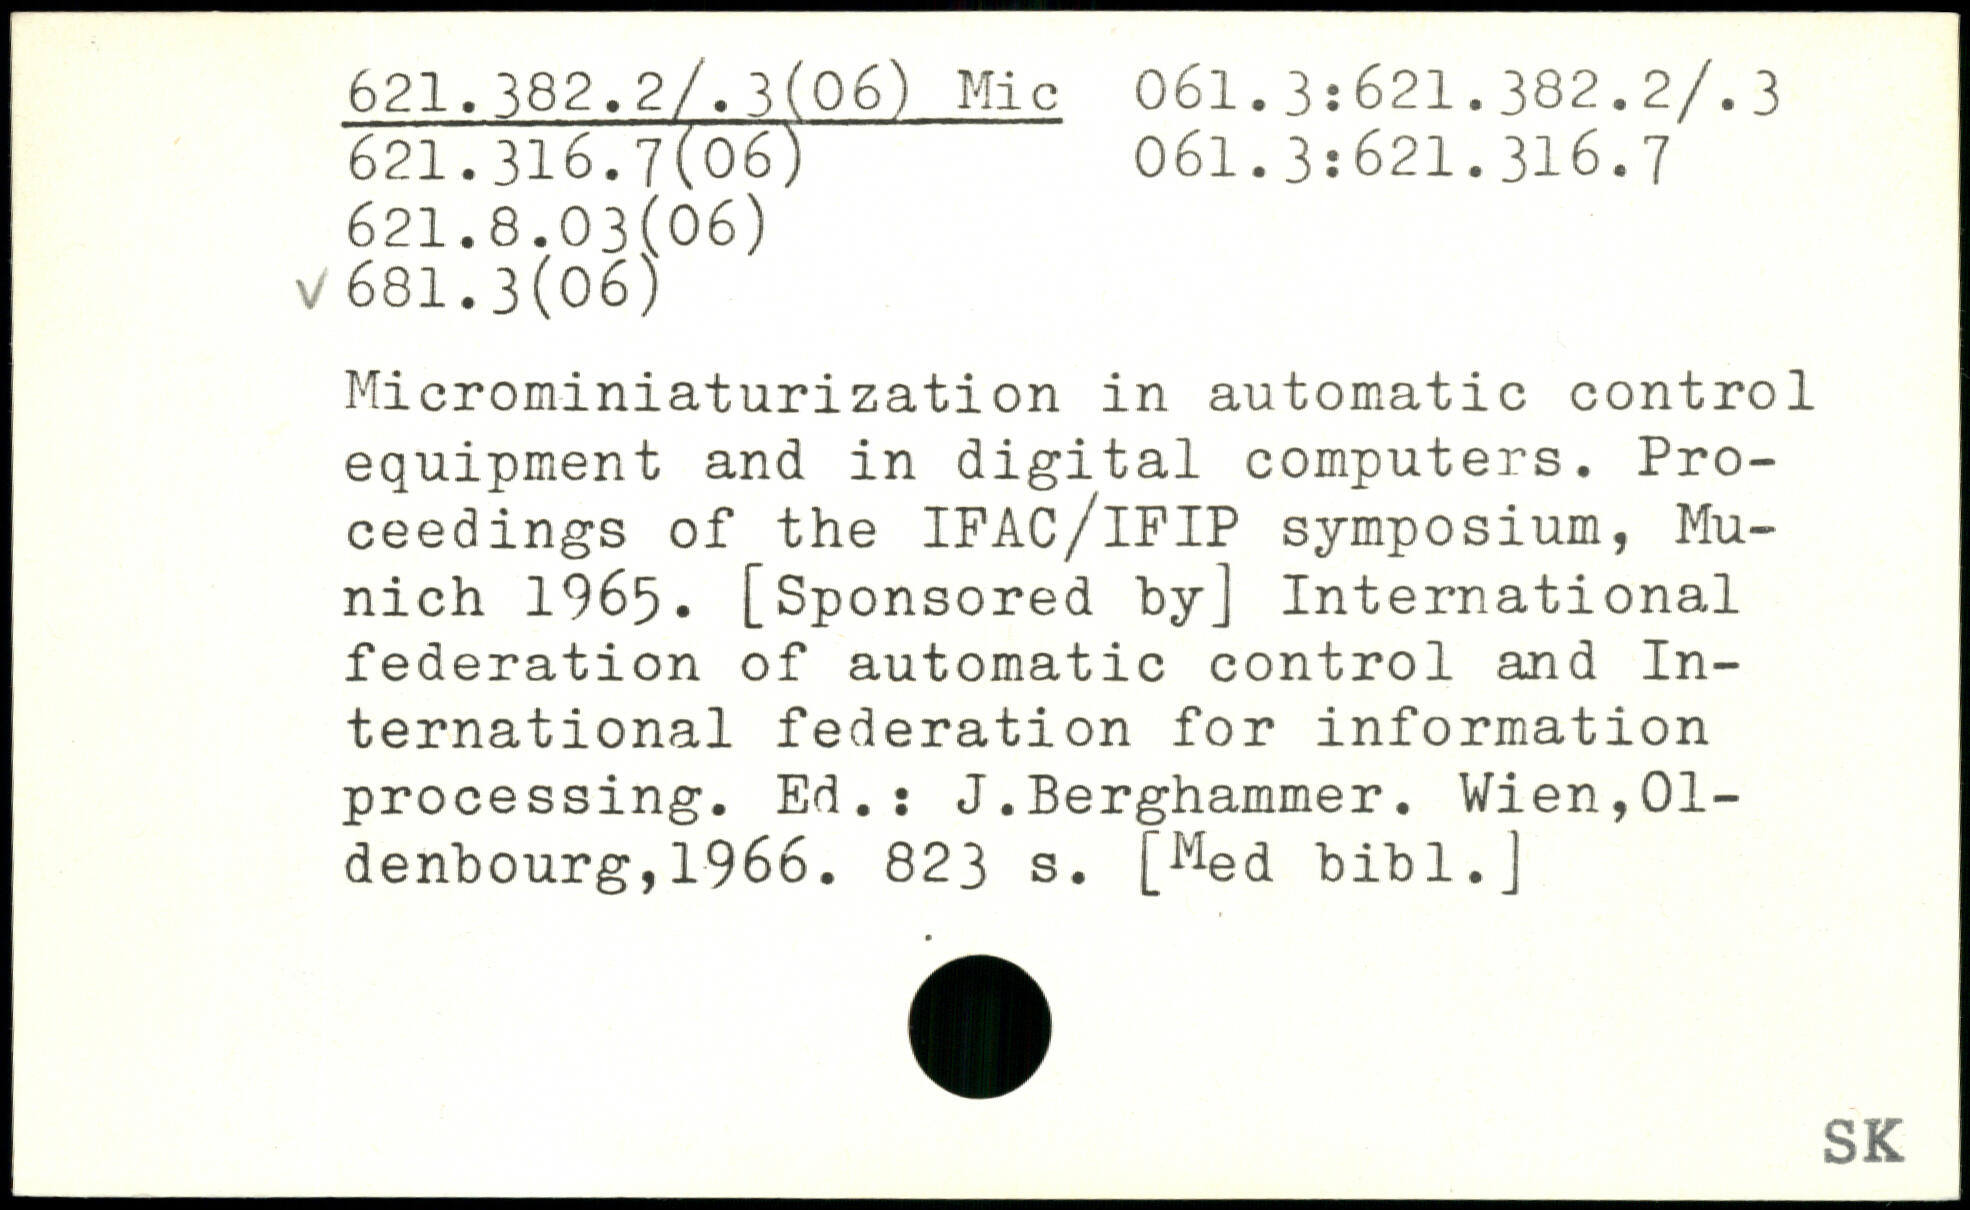 621.382.2/.3(06) Mic 061.3:621.382.2/.3
621.316.7(06) 061.3:621.316.7
621.8.03(06)
v 681.3(06)
Microminiaturization in automatic control
equipment and in digital computers. Pro-
ceedings of the IFAC/IFIP symposium, Mu-
nich 1965. [Sponsored by] International
federation of automatic control and In-
ternational federation for information
processing. Ed.: J.Berghammer. Wien,Ol-
denbourg,1966. 823 s. [Med bibl.]
SK